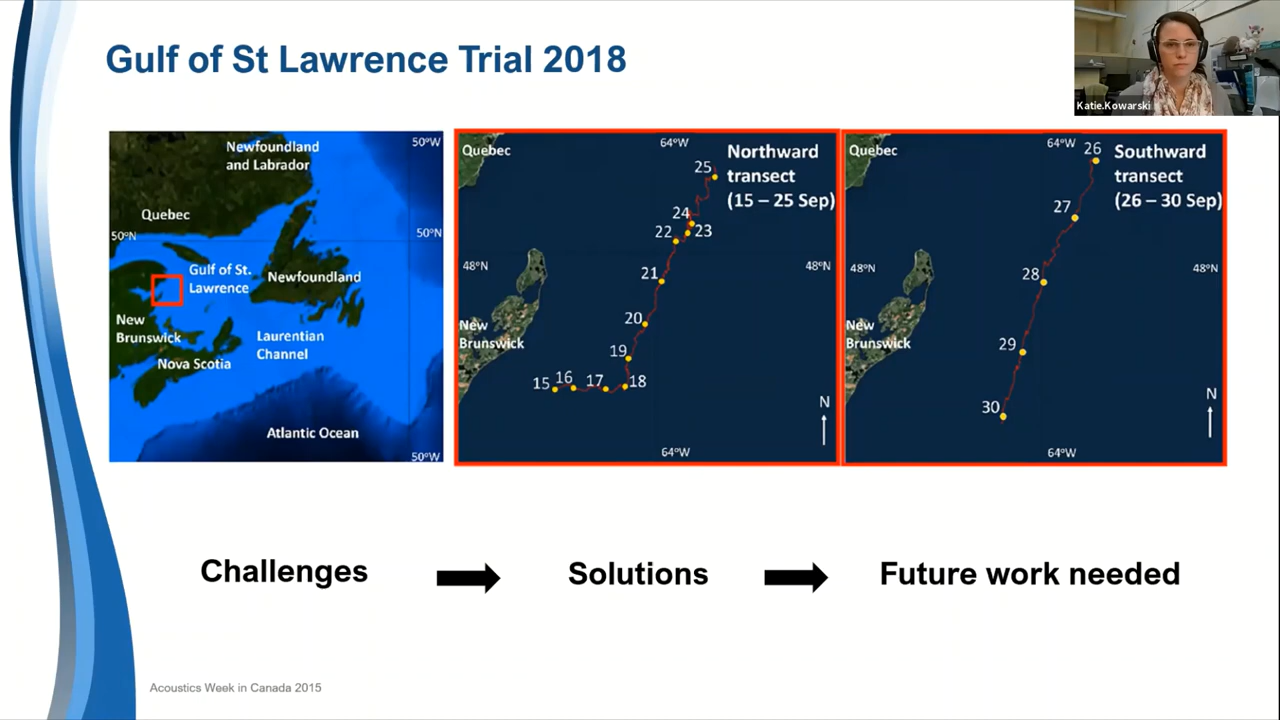 Gulf of St Lawrence Trial 2018
Katie.Kowarski
Newfoundland
and Labrador
50°W
Quebec
50°N
50°N
Gulf of St.
Lawrence
Newfoundland
New
Brunswick
Laurentian
Channel
Nova Scotia
Atlantic Ocean
50°W
Quebec
64°W
Northward
transect
(15 – 25 Sep)
25
24
23
22
48°N
48°N
21
20
New
Brunswick
19
15
16
17
18
N
64°W
Quebec
64°W
26
Southward
transect
(26 – 30 Sep)
27
48°N
48°N
28
New
Brunswick
29
30
N
64°W
Challenges
Solutions
Future work needed
Acoustics Week in Canada 2015